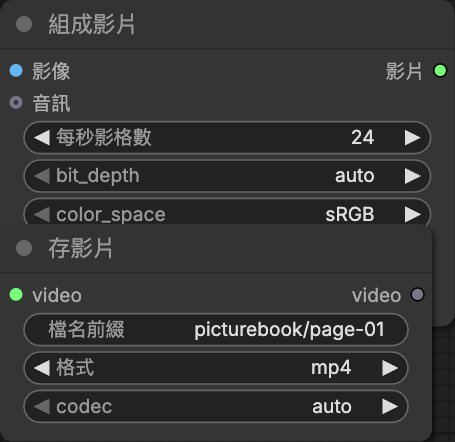 組成影片
影像 影片
音訊
每秒影格數 24
bit_depth auto
color_space sRGB
存影片
video video
檔名前綴 picturebook/page-01
格式 mp4
codec auto